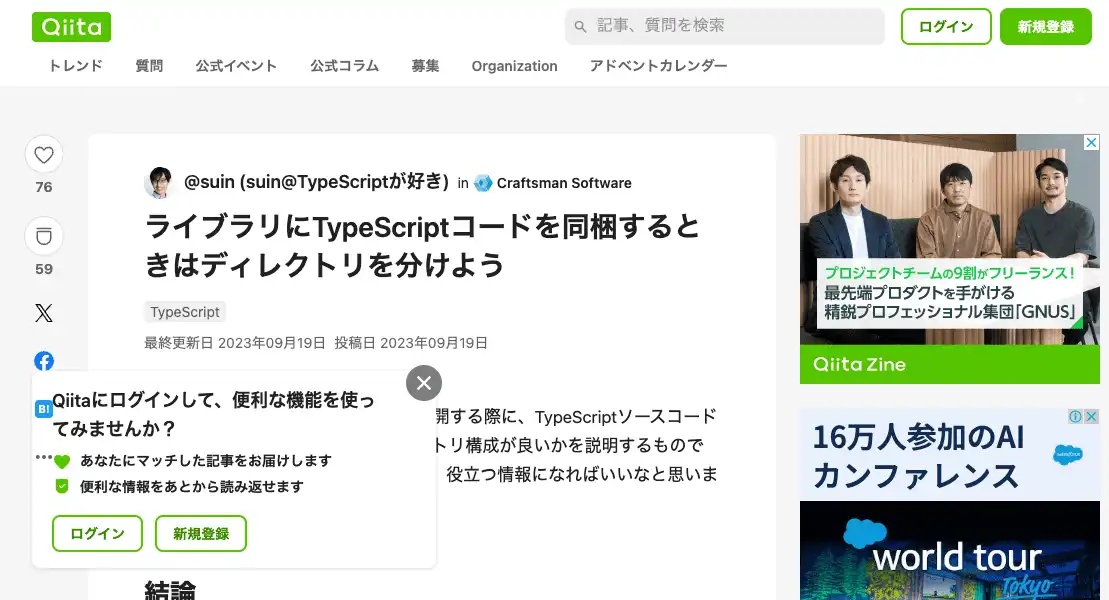 Qiita
記事、質問を検索
ログイン
新規登録
トレンド
質問
公式イベント
公式コラム
募集
Organization
アドベントカレンダー
76
59
@suin (suin@TypeScriptが好き) in Craftsman Software
ライブラリにTypeScriptコードを同梱すると
きはディレクトリを分けよう
TypeScript
最終更新日 2023年09月19日 投稿日 2023年09月19日
開する際に、TypeScriptソースコード
トリ構成が良いかを説明するもので
役立つ情報になればいいなと思いま
結論
B!
Qiitaにログインして、便利な機能を使っ
てみませんか？
あなたにマッチした記事をお届けします
便利な情報をあとから読み返せます
ログイン
新規登録
プロジェクトチームの9割がフリーランス！
最先端プロダクトを手がける
精鋭プロフェッショナル集団「GNUS」
Qiita Zine
16万人参加のAI
カンファレンス
salesforce
world tour
Tokyo